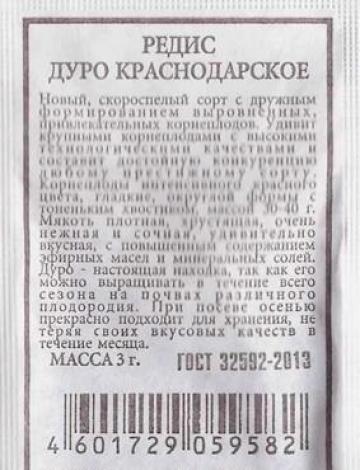 РЕДИС
ДУРО КРАСНОДАРСКОЕ
Новый, скороспелый сорт с дружным
формированием выровненных,
привлекательных корнеплодов. Удивит
крупными корнеплодами с высокими
технологическими качествами и
составит достойную конкуренцию
любому престижному сорту.
Корнеплоды интенсивного красного
цвета, гладкие, округлой формы с
тоненьким хвостиком, массой 30-40 г.
Мякоть плотная, хрустящая, очень
нежная и сочная, удивительно
вкусная, с повышенным содержанием
эфирных масел и минеральных солей.
Дуро - настоящая находка, так как его
можно выращивать в течение всего
сезона на почвах различного
плодородия. При посеве осенью
прекрасно подходит для хранения, не
теряя своих вкусовых качеств в
течение месяца.
МАССА 3 г. ГОСТ 32592-2013
4 601729 059582